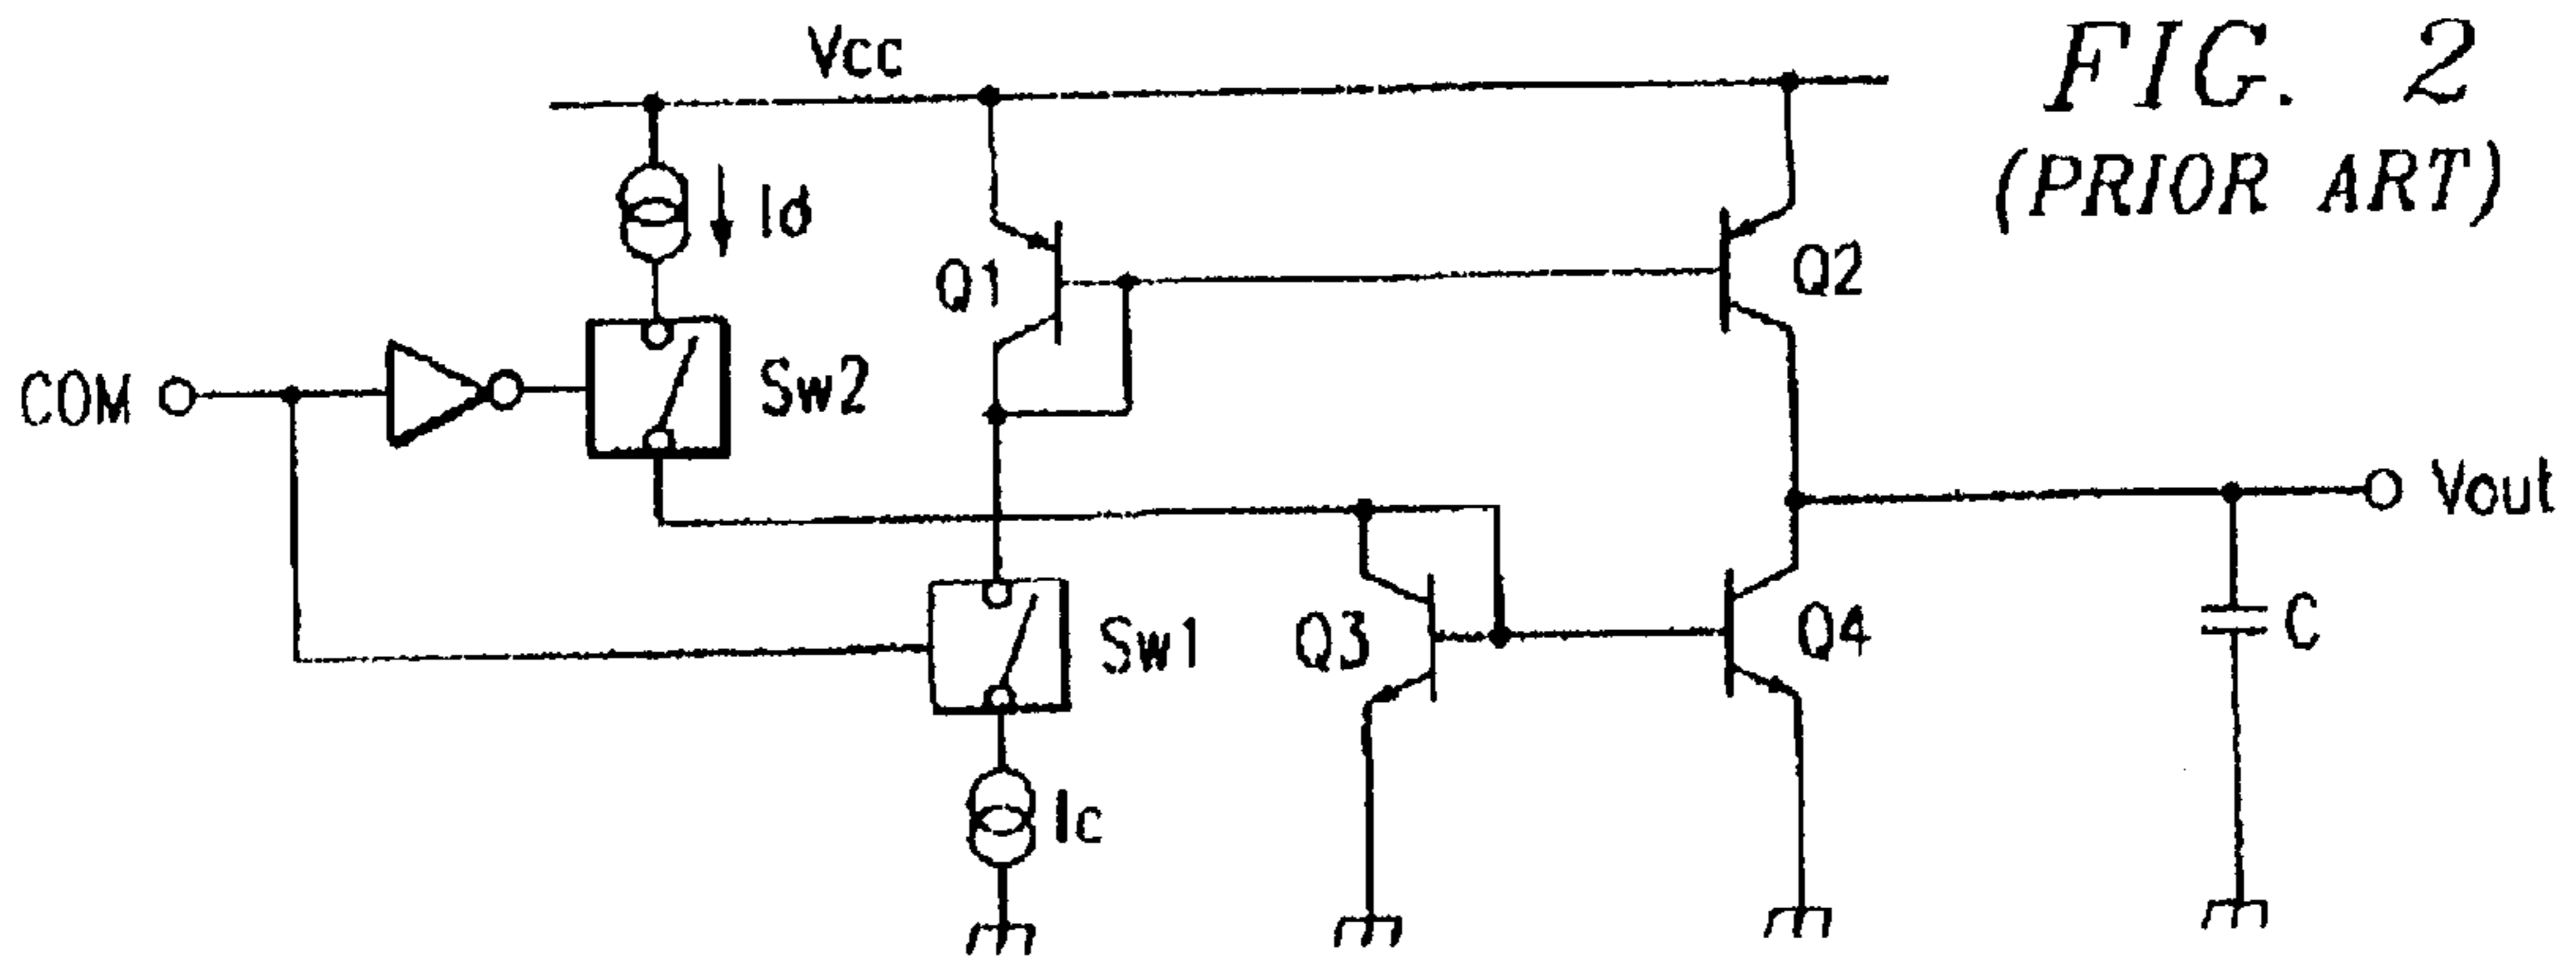 FIG. 2
(PRIOR ART)
Vcc
Id
Q1
Q2
COM
Sw2
Vout
Sw1
Q3
Q4
C
Ic